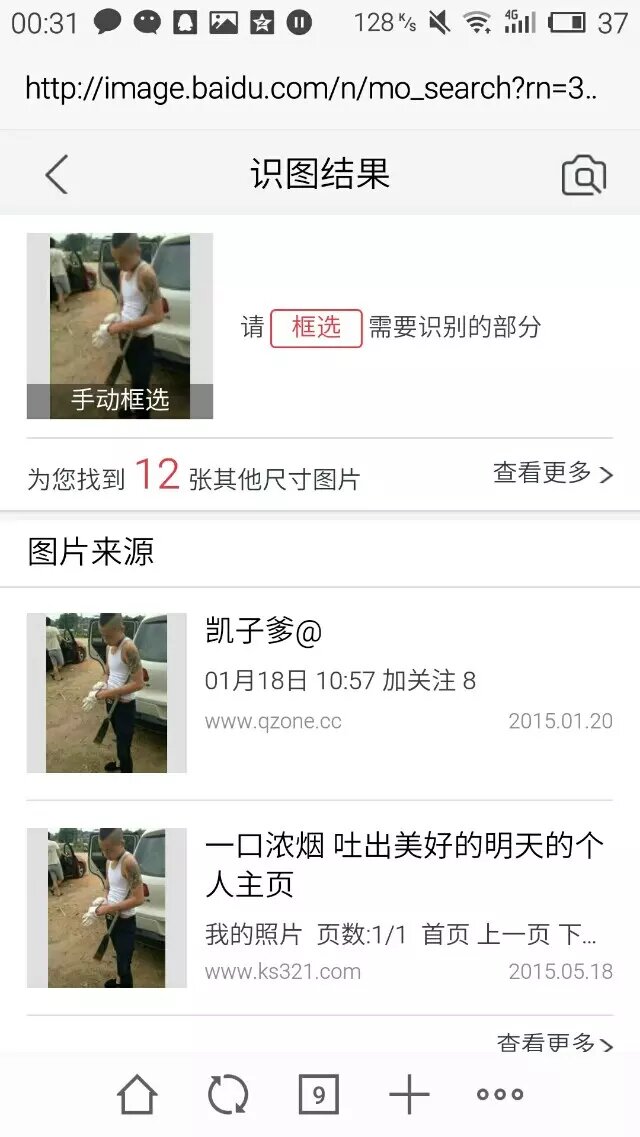 00:31 128 K/s 4G 37
http://image.baidu.com/n/mo_search?rn=3..
识图结果
手动框选
请 框选 需要识别的部分
为您找到 12 张其他尺寸图片 查看更多
图片来源
凯子爹@
01月18日 10:57 加关注 8
www.qzone.cc 2015.01.20
一口浓烟 吐出美好的明天的个
人主页
我的照片 页数:1/1 首页 上一页 下...
www.ks321.com 2015.05.18
查看更多
9